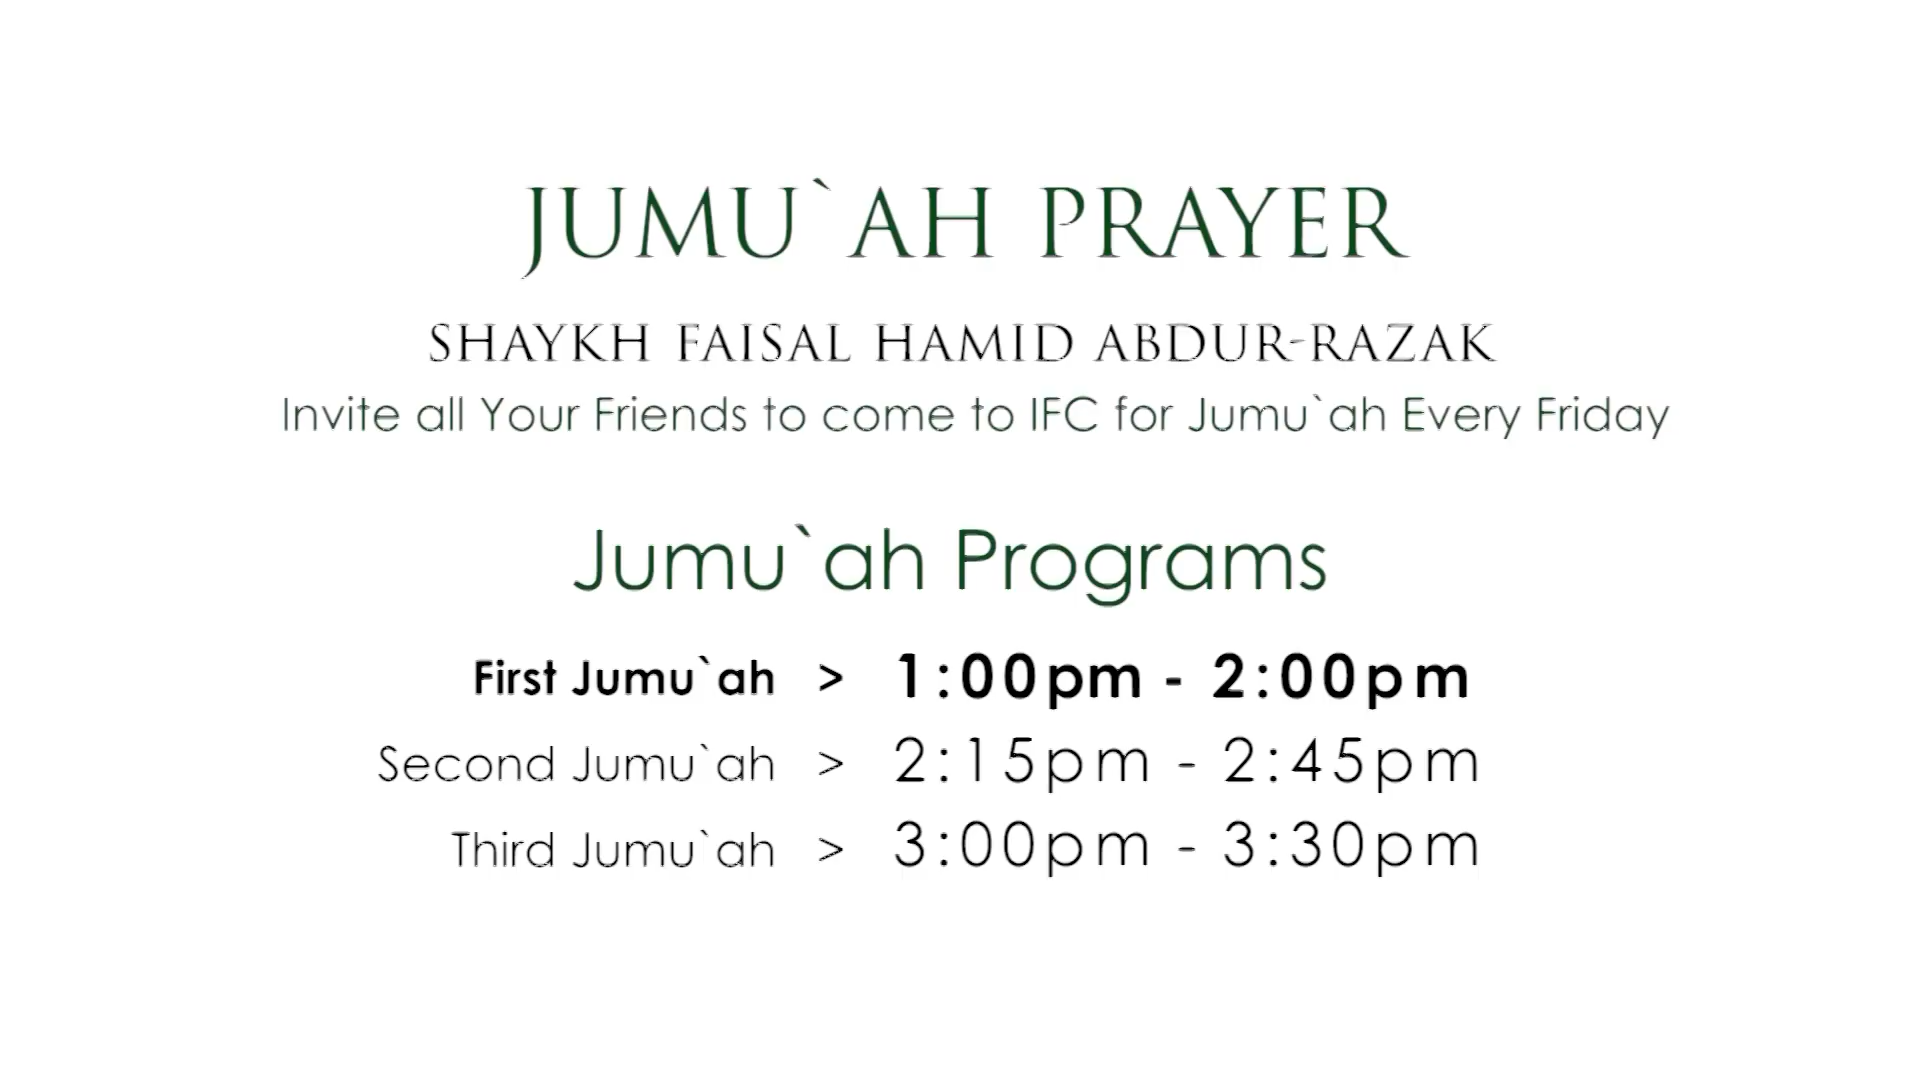 JUMU`AH PRAYER
SHAYKH FAISAL HAMID ABDUR-RAZAK
Invite all Your Friends to come to IFC for Jumu`ah Every Friday
Jumu`ah Programs
First Jumu`ah > 1:00pm - 2:00pm
Second Jumu`ah > 2:15pm - 2:45pm
Third Jumu`ah > 3:00pm - 3:30pm